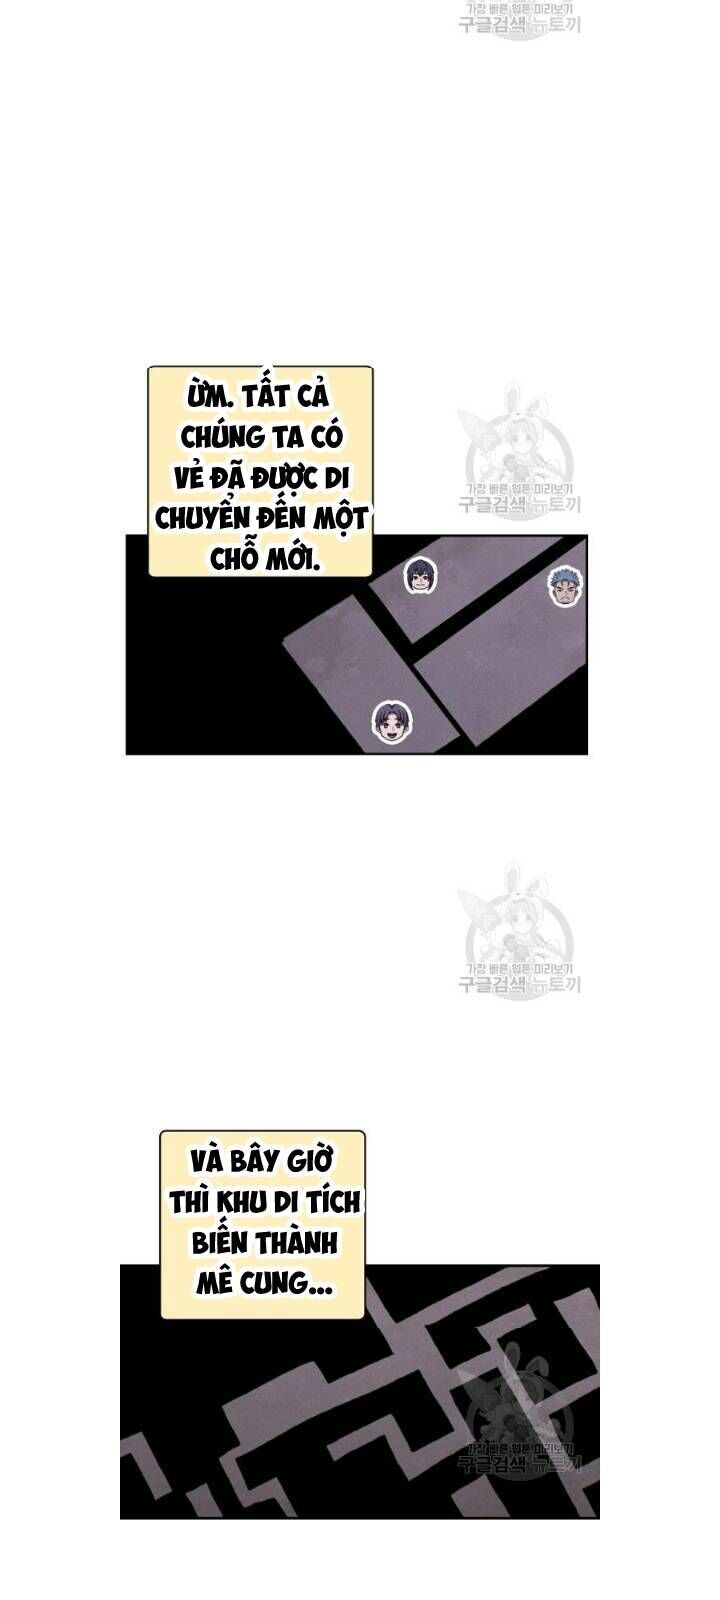 가장 빠른 웹툰 미리보기
구글검색 뉴토끼
ỪM. TẤT CẢ
CHÚNG TA CÓ
VẺ ĐÃ ĐƯỢC DI
CHUYỂN ĐẾN MỘT
CHỖ MỚI.
가장 빠른 웹툰 미리보기
구글검색 뉴토끼
가장 빠른 웹툰 미리보기
구글검색 뉴토끼
VÀ BÂY GIỜ
THÌ KHU DI TÍCH
BIẾN THÀNH
MÊ CUNG...
가장 빠른 웹툰 미리보기
구글검색 뉴토끼